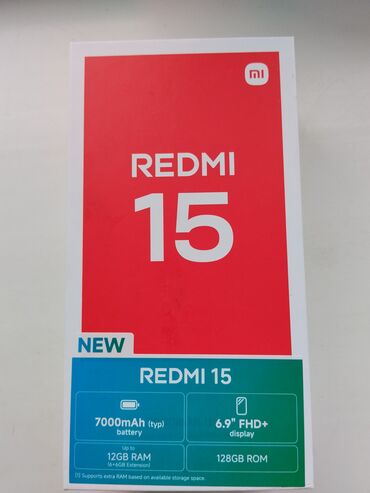 mi
REDMI
15
NEW
REDMI 15
7000mAh (typ)
battery
6.9" FHD+
display
Up to
12GB RAM
(6+6GB Extension)
128GB ROM
(1) Supports extra RAM based on available storage space.